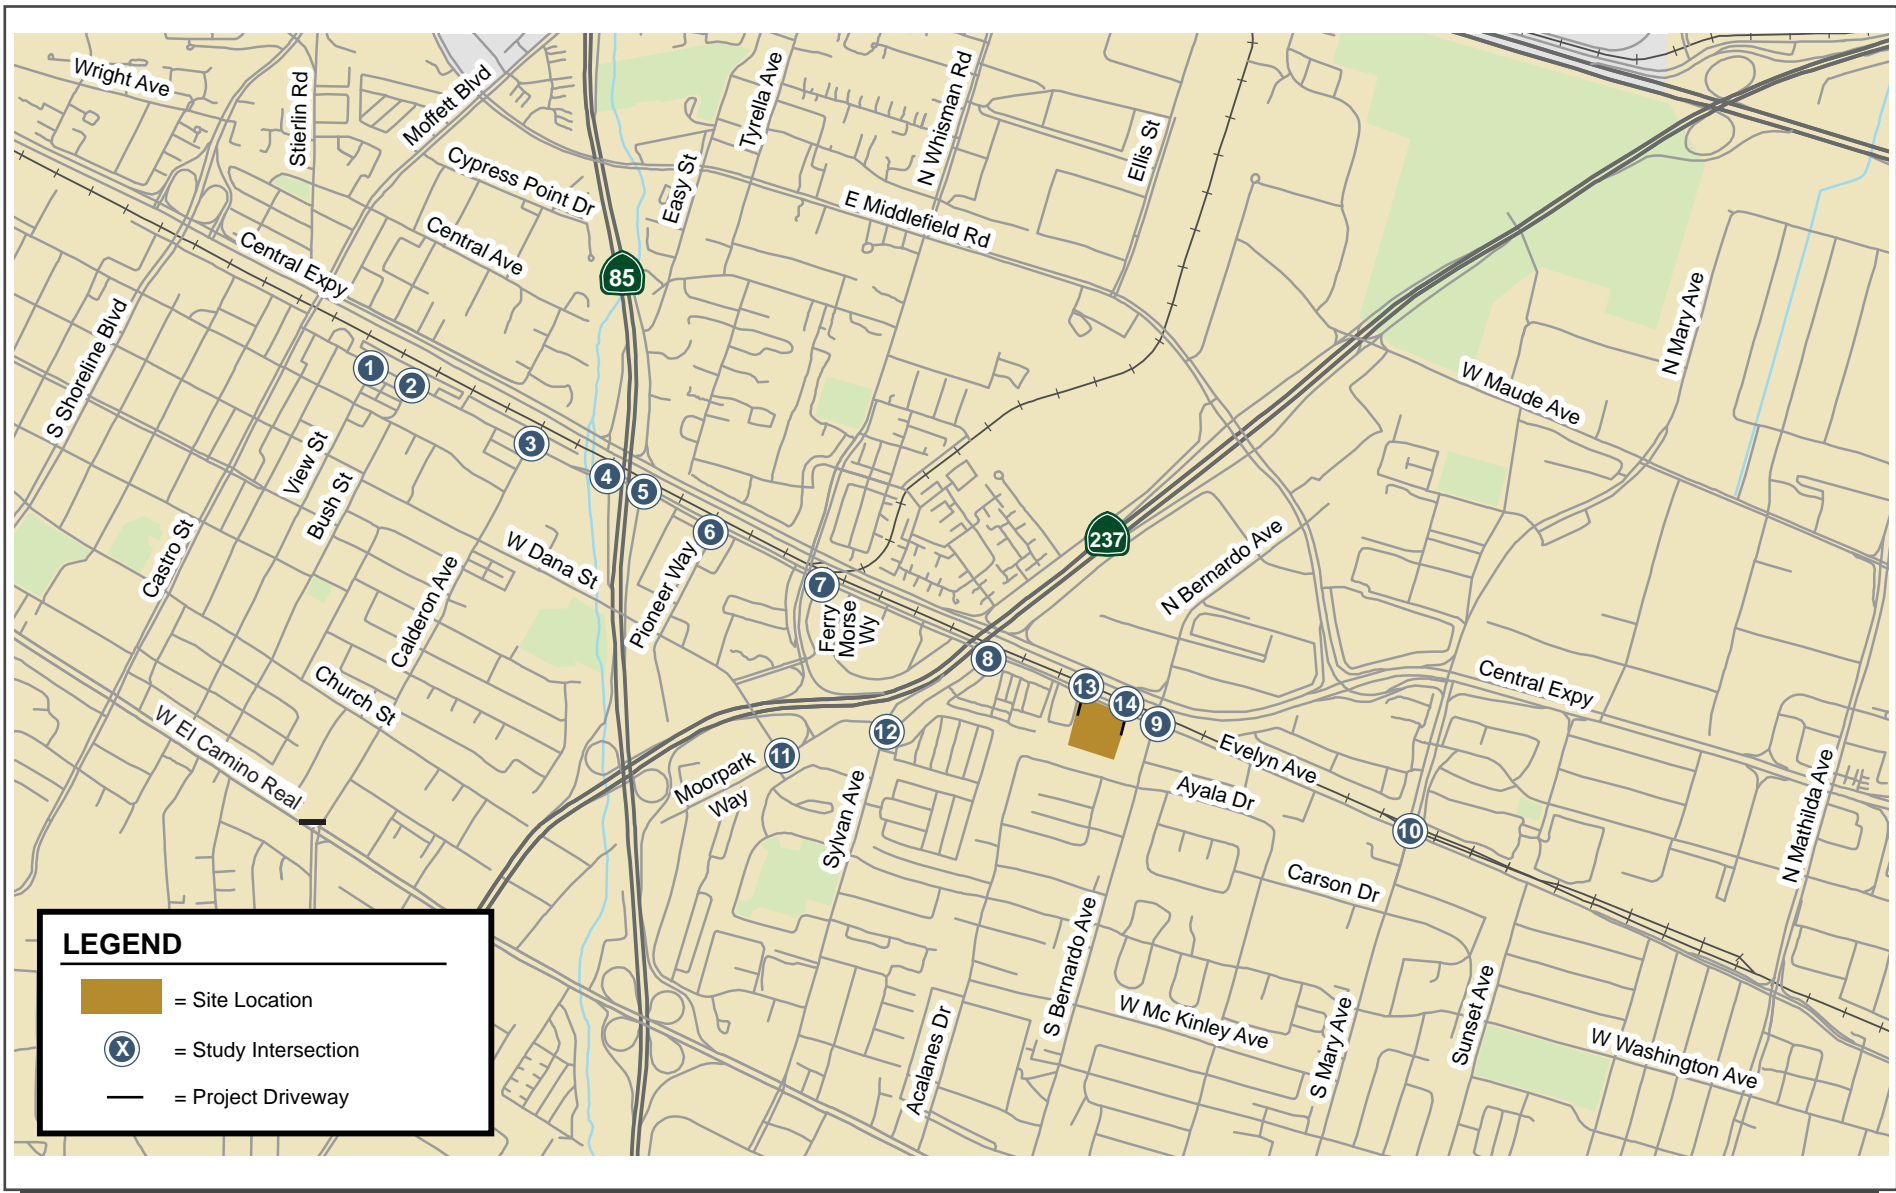 Wright Ave
Stierlin Rd
Moffett Blvd
Tyrella Ave
N Whisman Rd
Ellis St
Cypress Point Dr
Easy St
E Middlefield Rd
Central Ave
Central Expy
85
N Mary Ave
S Shoreline Blvd
W Maude Ave
1
2
3
4
5
6
7
View St
Bush St
Castro St
W Dana St
Calderon Ave
Pioneer Way
Ferry
Morse
Wy
237
N Bernardo Ave
8
13
14
9
12
11
10
Central Expy
Church St
W El Camino Real
Moorpark
Way
Sylvan Ave
Evelyn Ave
Ayala Dr
N Mathilda Ave
Carson Dr
S Bernardo Ave
Acalanes Dr
W Mc Kinley Ave
S Mary Ave
Sunset Ave
W Washington Ave
LEGEND
= Site Location
X
= Study Intersection
= Project Driveway